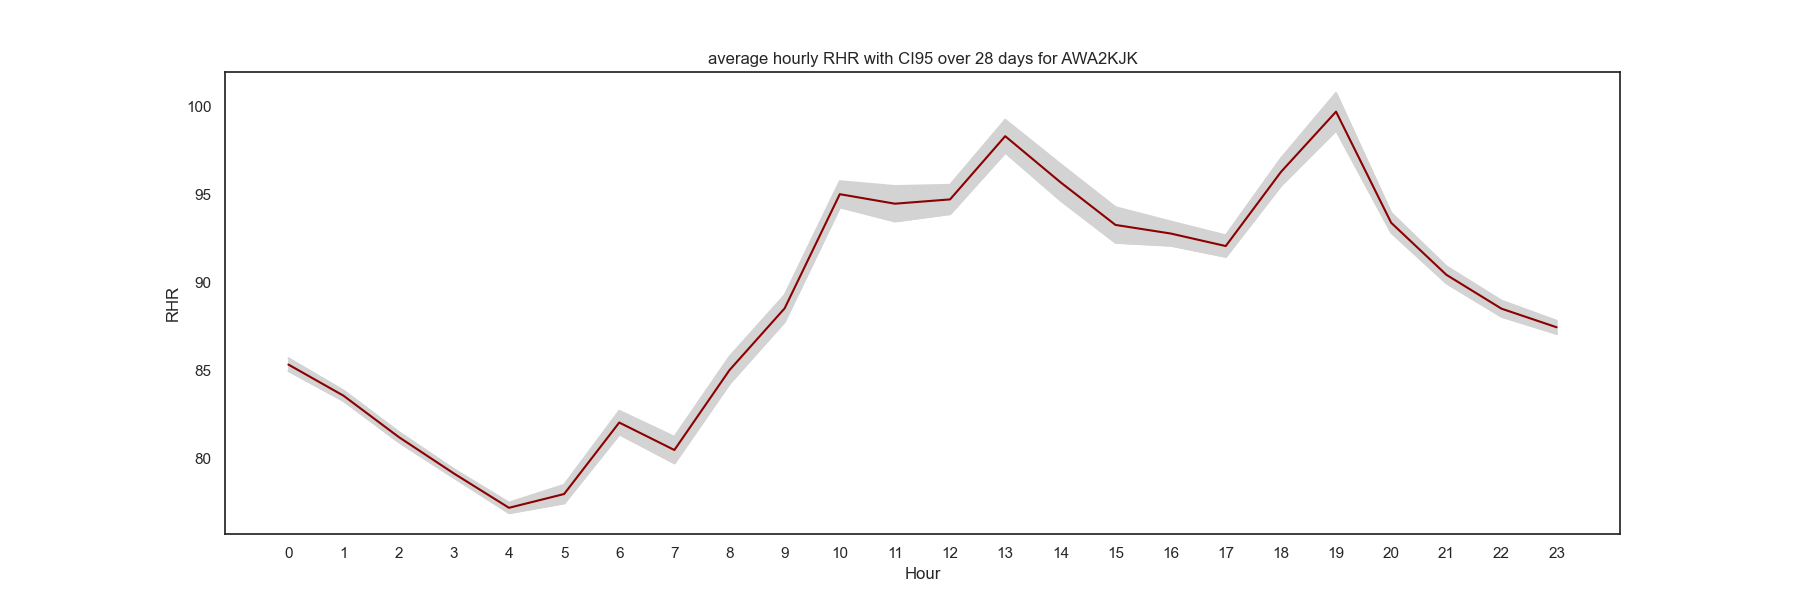 average hourly RHR with CI95 over 28 days for AWA2KJK
100
95
90
85
80
RHR
0 1 2 3 4 5 6 7 8 9 10 11 12 13 14 15 16 17 18 19 20 21 22 23
Hour